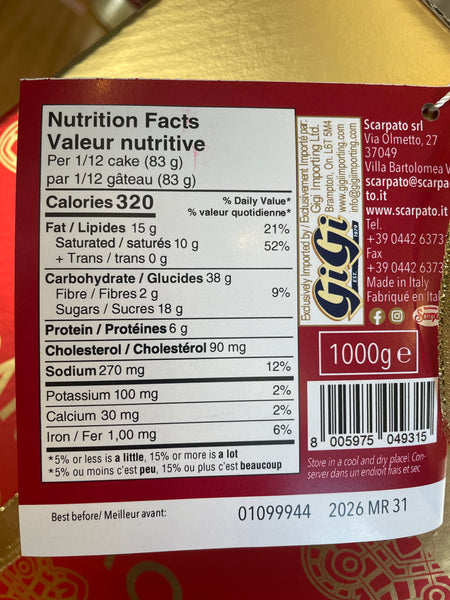 Nutrition Facts
Valeur nutritive
Per 1/12 cake (83 g)
par 1/12 gâteau (83 g)
Calories 320
% Daily Value*
% valeur quotidienne*
Fat / Lipides 15 g 21%
Saturated / saturés 10 g 52%
+ Trans / trans 0 g
Carbohydrate / Glucides 38 g
Fibre / Fibres 2 g 9%
Sugars / Sucres 18 g
Protein / Protéines 6 g
Cholesterol / Cholestérol 90 mg
Sodium 270 mg 12%
Potassium 100 mg 2%
Calcium 30 mg 2%
Iron / Fer 1,00 mg 6%
*5% or less is a little, 15% or more is a lot
*5% ou moins c'est peu, 15% ou plus c'est beaucoup
Exclusively Imported by / Exclusivement Importé par:
Gigi Importing Ltd.
Brampton, On. L6T 5M4
www.gigiimporting.com
info@gigiimporting.com
GiGi
EST.
Scarpato srl
Via Olmetto, 27
37049
Villa Bartolomea V
scarpato@scarpa
to.it
www.scarpato.it
Tel.
+39 0442 6373
Fax
+39 0442 6373
Made in Italy
Fabriqué en Ita
1000g e
8 005975 049315
Store in a cool and dry place| Con-
server dans un endroit frais et sec
Best before/ Meilleur avant: 01099944 2026 MR 31